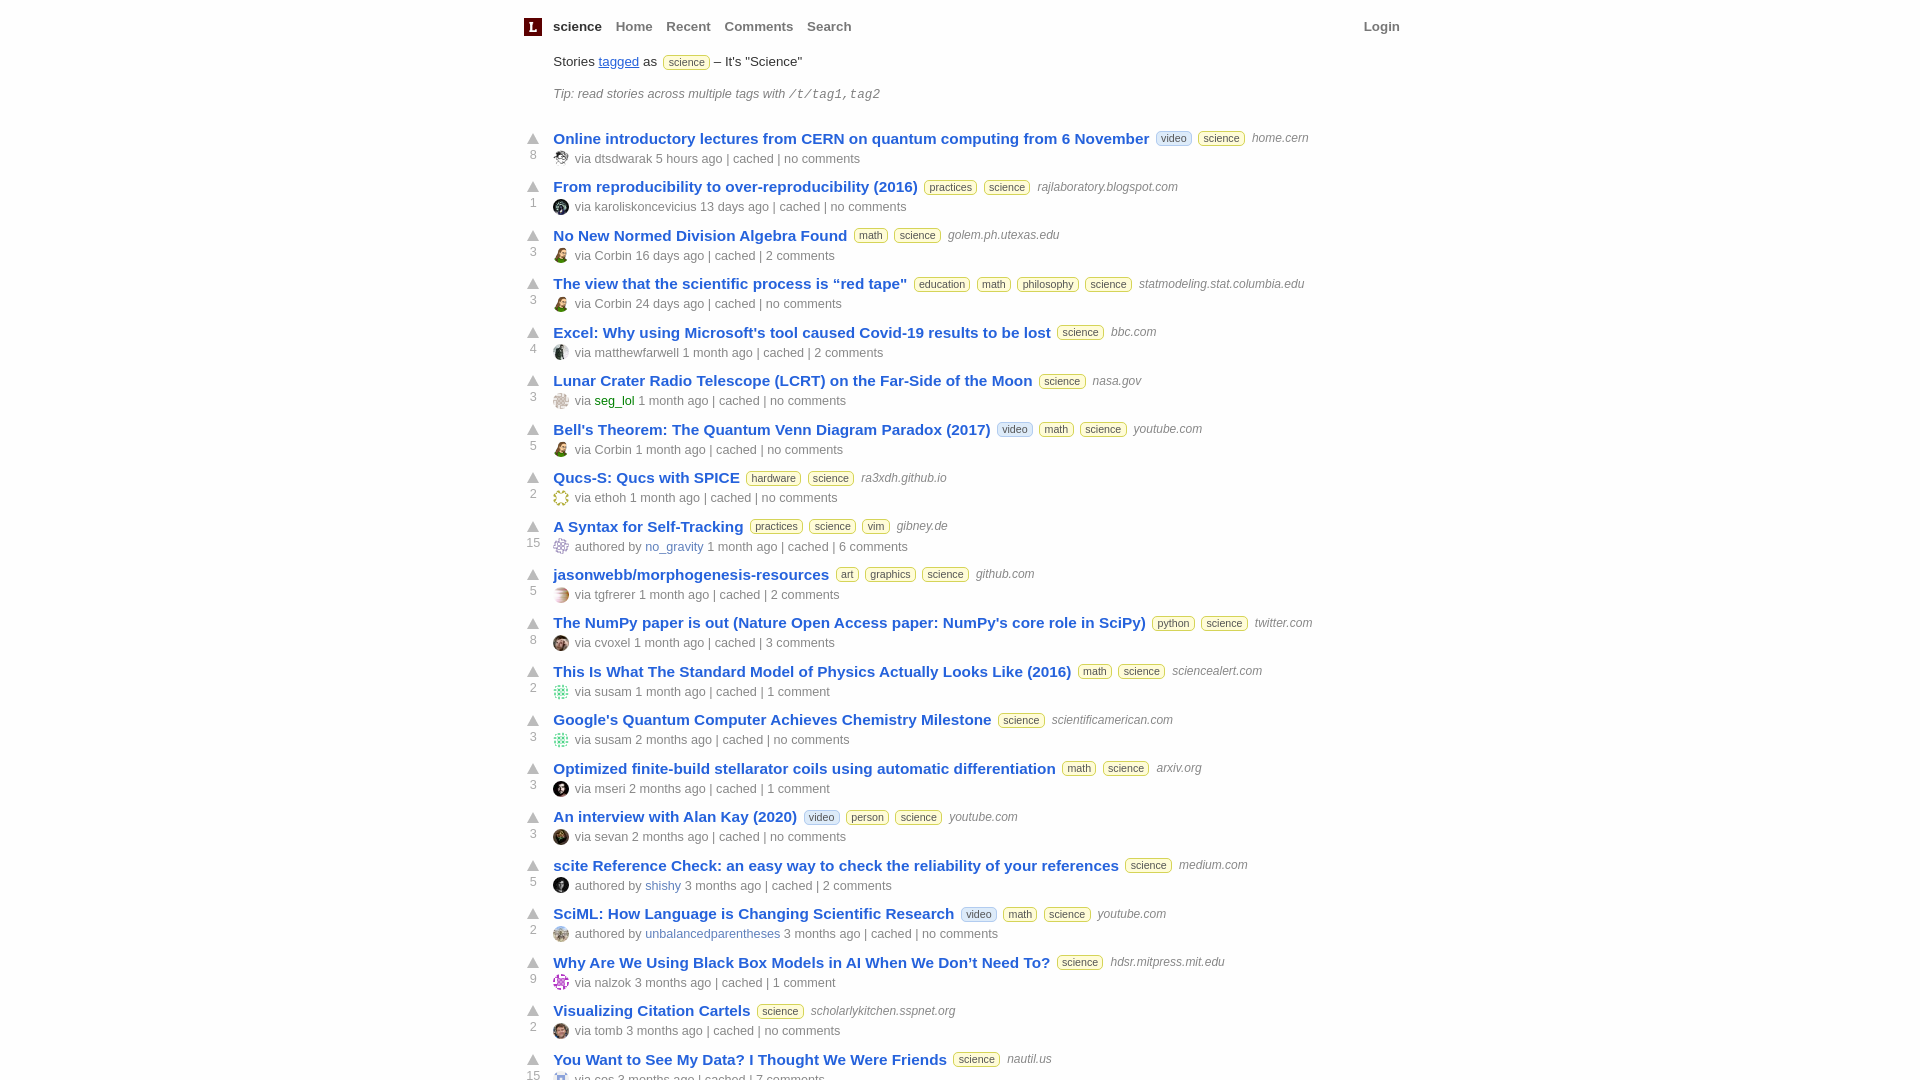 L science Home Recent Comments Search Login
Stories tagged as science – It's "Science"
Tip: read stories across multiple tags with /t/tag1,tag2
Online introductory lectures from CERN on quantum computing from 6 November video science home.cern
8 via dtsdwarak 5 hours ago | cached | no comments
From reproducibility to over-reproducibility (2016) practices science rajlaboratory.blogspot.com
1 via karoliskoncevicius 13 days ago | cached | no comments
No New Normed Division Algebra Found math science golem.ph.utexas.edu
3 via Corbin 16 days ago | cached | 2 comments
The view that the scientific process is “red tape" education math philosophy science statmodeling.stat.columbia.edu
3 via Corbin 24 days ago | cached | no comments
Excel: Why using Microsoft's tool caused Covid-19 results to be lost science bbc.com
4 via matthewfarwell 1 month ago | cached | 2 comments
Lunar Crater Radio Telescope (LCRT) on the Far-Side of the Moon science nasa.gov
3 via seg_lol 1 month ago | cached | no comments
Bell's Theorem: The Quantum Venn Diagram Paradox (2017) video math science youtube.com
5 via Corbin 1 month ago | cached | no comments
Qucs-S: Qucs with SPICE hardware science ra3xdh.github.io
2 via ethoh 1 month ago | cached | no comments
A Syntax for Self-Tracking practices science vim gibney.de
15 authored by no_gravity 1 month ago | cached | 6 comments
jasonwebb/morphogenesis-resources art graphics science github.com
5 via tgfrerer 1 month ago | cached | 2 comments
The NumPy paper is out (Nature Open Access paper: NumPy's core role in SciPy) python science twitter.com
8 via cvoxel 1 month ago | cached | 3 comments
This Is What The Standard Model of Physics Actually Looks Like (2016) math science sciencealert.com
2 via susam 1 month ago | cached | 1 comment
Google's Quantum Computer Achieves Chemistry Milestone science scientificamerican.com
3 via susam 2 months ago | cached | no comments
Optimized finite-build stellarator coils using automatic differentiation math science arxiv.org
3 via mseri 2 months ago | cached | 1 comment
An interview with Alan Kay (2020) video person science youtube.com
3 via sevan 2 months ago | cached | no comments
scite Reference Check: an easy way to check the reliability of your references science medium.com
5 authored by shishy 3 months ago | cached | 2 comments
SciML: How Language is Changing Scientific Research video math science youtube.com
2 authored by unbalancedparentheses 3 months ago | cached | no comments
Why Are We Using Black Box Models in AI When We Don’t Need To? science hdsr.mitpress.mit.edu
9 via nalzok 3 months ago | cached | 1 comment
Visualizing Citation Cartels science scholarlykitchen.sspnet.org
2 via tomb 3 months ago | cached | no comments
You Want to See My Data? I Thought We Were Friends science nautil.us
15 via cos 3 months ago | cached | 7 comments